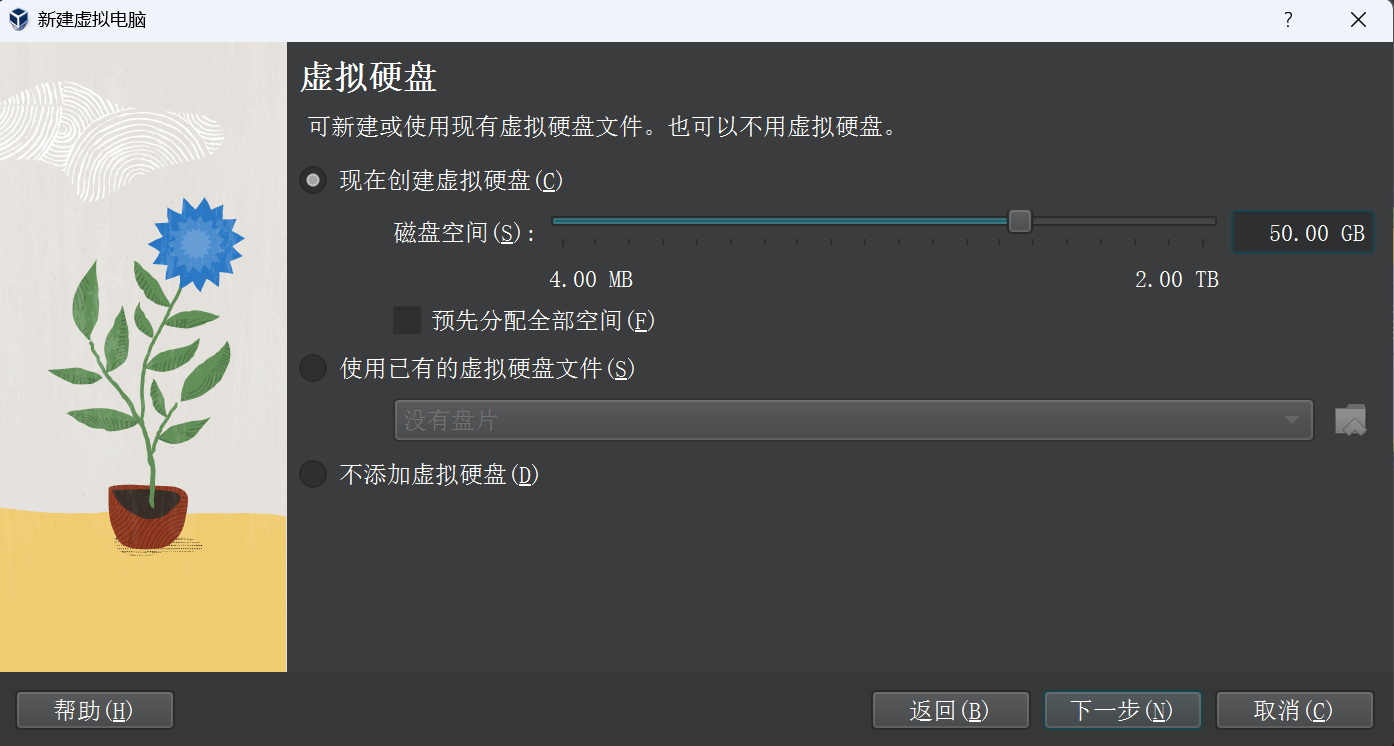 新建虚拟电脑
?
虚拟硬盘
可新建或使用现有虚拟硬盘文件。也可以不用虚拟硬盘。
现在创建虚拟硬盘(C)
磁盘空间(S): 50.00 GB
4.00 MB 2.00 TB
预先分配全部空间(F)
使用已有的虚拟硬盘文件(S)
没有盘片
不添加虚拟硬盘(D)
帮助(H) 返回(B) 下一步(N) 取消(C)